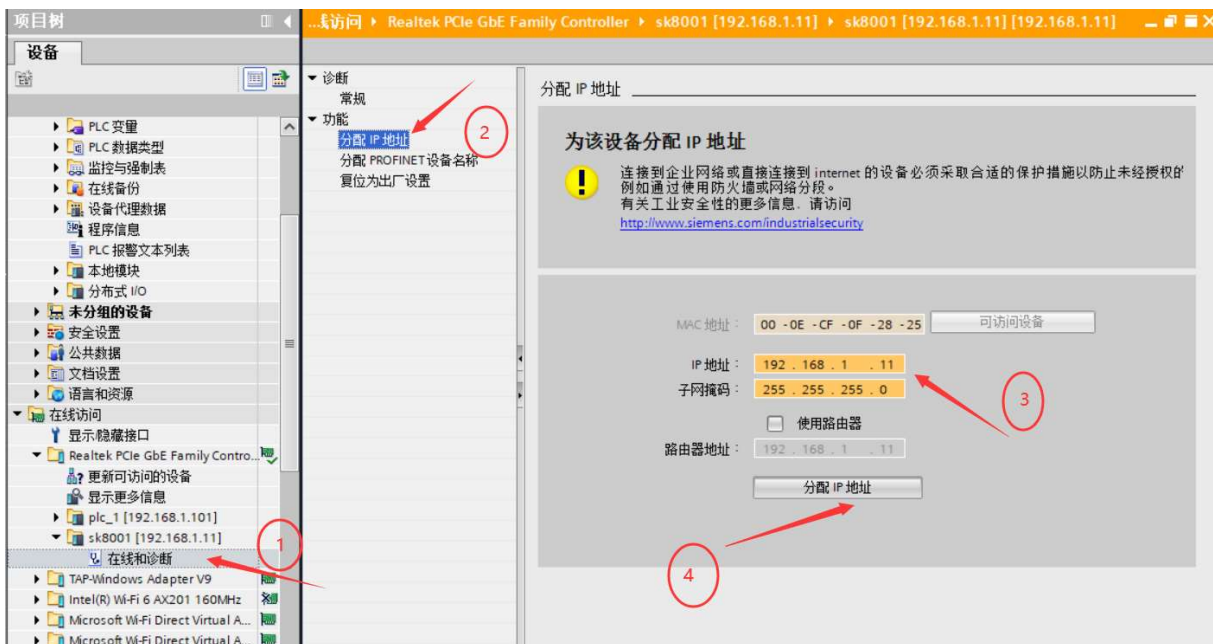 项目树
...线访问 ▸ Realtek PCIe GbE Family Controller ▸ sk8001 [192.168.1.11] ▸ sk8001 [192.168.1.11] [192.168.1.11]
设备
PLC 变量
PLC 数据类型
监控与强制表
在线备份
设备代理数据
程序信息
PLC 报警文本列表
本地模块
分布式 I/O
未分组的设备
安全设置
公共数据
文档设置
语言和资源
在线访问
显示/隐藏接口
Realtek PCIe GbE Family Contro...
更新可访问的设备
显示更多信息
plc_1 [192.168.1.101]
sk8001 [192.168.1.11]
在线和诊断
1
TAP-Windows Adapter V9
Intel(R) Wi-Fi 6 AX201 160MHz
Microsoft Wi-Fi Direct Virtual A...
Microsoft Wi-Fi Direct Virtual A...
诊断
常规
功能
分配 IP 地址
2
分配 PROFINET 设备名称
复位为出厂设置
分配 IP 地址
为该设备分配 IP 地址
连接到企业网络或直接连接到 internet 的设备必须采取合适的保护措施以防止未经授权的
例如通过使用防火墙或网络分段。
有关工业安全性的更多信息, 请访问
http://www.siemens.com/industrialsecurity
MAC 地址: 00 -0E -CF -0F -28 -25 可访问设备
IP 地址: 192 . 168 . 1 . 11
子网掩码: 255 . 255 . 255 . 0
3
使用路由器
路由器地址: 192 . 168 . 1 . 11
分配 IP 地址
4